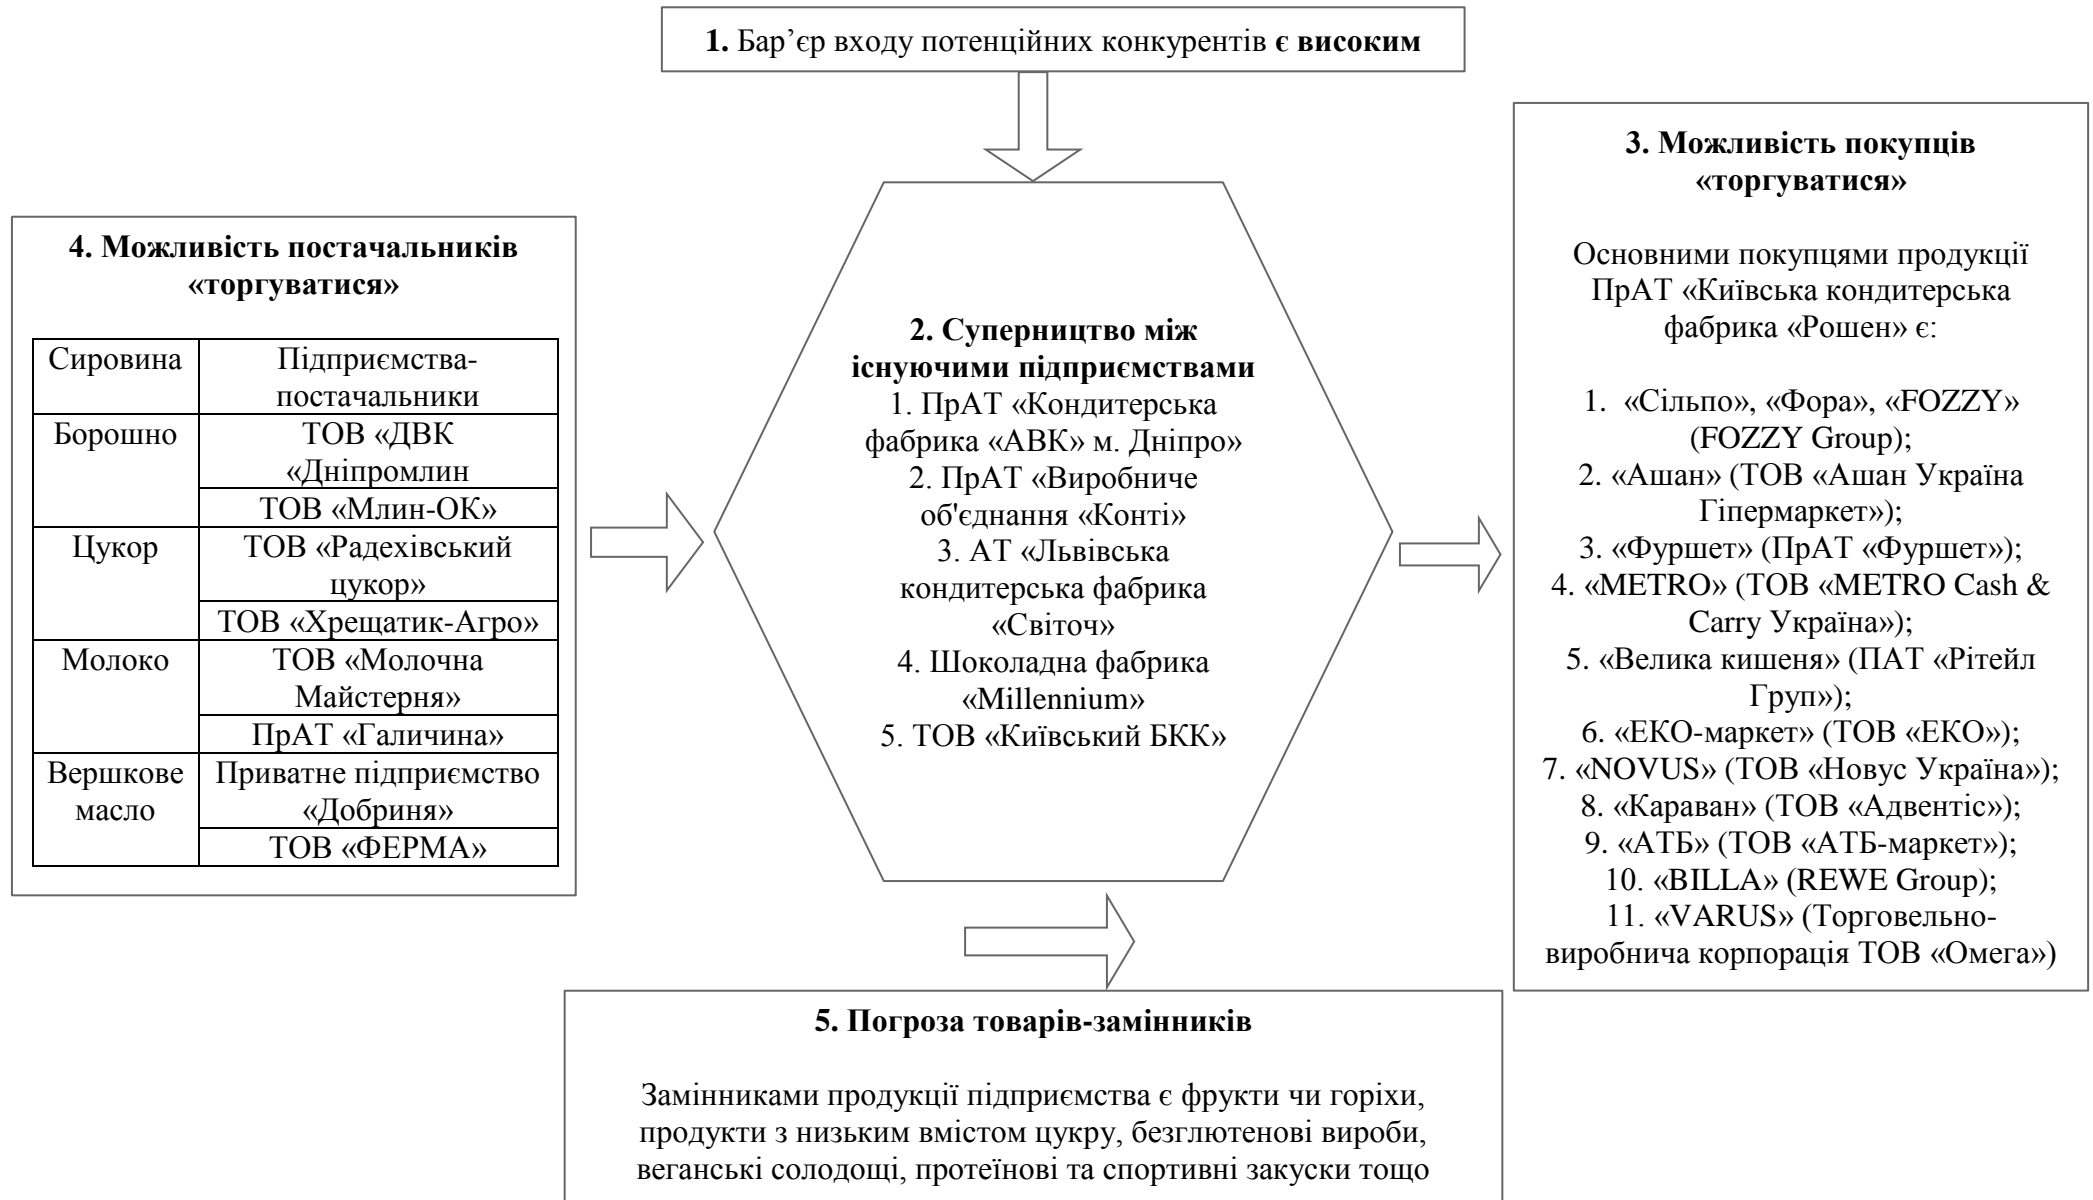 1. Бар’єр входу потенційних конкурентів є високим
4. Можливість постачальників
«торгуватися»
Сировина
Підприємства-
постачальники
Борошно
ТОВ «ДВК
«Дніпромлин
ТОВ «Млин-ОК»
Цукор
ТОВ «Радехівський
цукор»
ТОВ «Хрещатик-Агро»
Молоко
ТОВ «Молочна
Майстерня»
ПрАТ «Галичина»
Вершкове
масло
Приватне підприємство
«Добриня»
ТОВ «ФЕРМА»
2. Суперництво між
існуючими підприємствами
1. ПрАТ «Кондитерська
фабрика «АВК» м. Дніпро»
2. ПрАТ «Виробниче
об'єднання «Конті»
3. АТ «Львівська
кондитерська фабрика
«Світоч»
4. Шоколадна фабрика
«Millennium»
5. ТОВ «Київський БКК»
3. Можливість покупців
«торгуватися»
Основними покупцями продукції
ПрАТ «Київська кондитерська
фабрика «Рошен» є:
1. «Сільпо», «Фора», «FOZZY»
(FOZZY Group);
2. «Ашан» (ТОВ «Ашан Україна
Гіпермаркет»);
3. «Фуршет» (ПрАТ «Фуршет»);
4. «METRO» (ТОВ «METRO Cash &
Carry Україна»);
5. «Велика кишеня» (ПАТ «Рітейл
Груп»);
6. «ЕКО-маркет» (ТОВ «ЕКО»);
7. «NOVUS» (ТОВ «Новус Україна»);
8. «Караван» (ТОВ «Адвентіс»);
9. «АТБ» (ТОВ «АТБ-маркет»);
10. «BILLA» (REWE Group);
11. «VARUS» (Торговельно-
виробнича корпорація ТОВ «Омега»)
5. Погроза товарів-замінників
Замінниками продукції підприємства є фрукти чи горіхи,
продукти з низьким вмістом цукру, безглютенові вироби,
веганські солодощі, протеїнові та спортивні закуски тощо